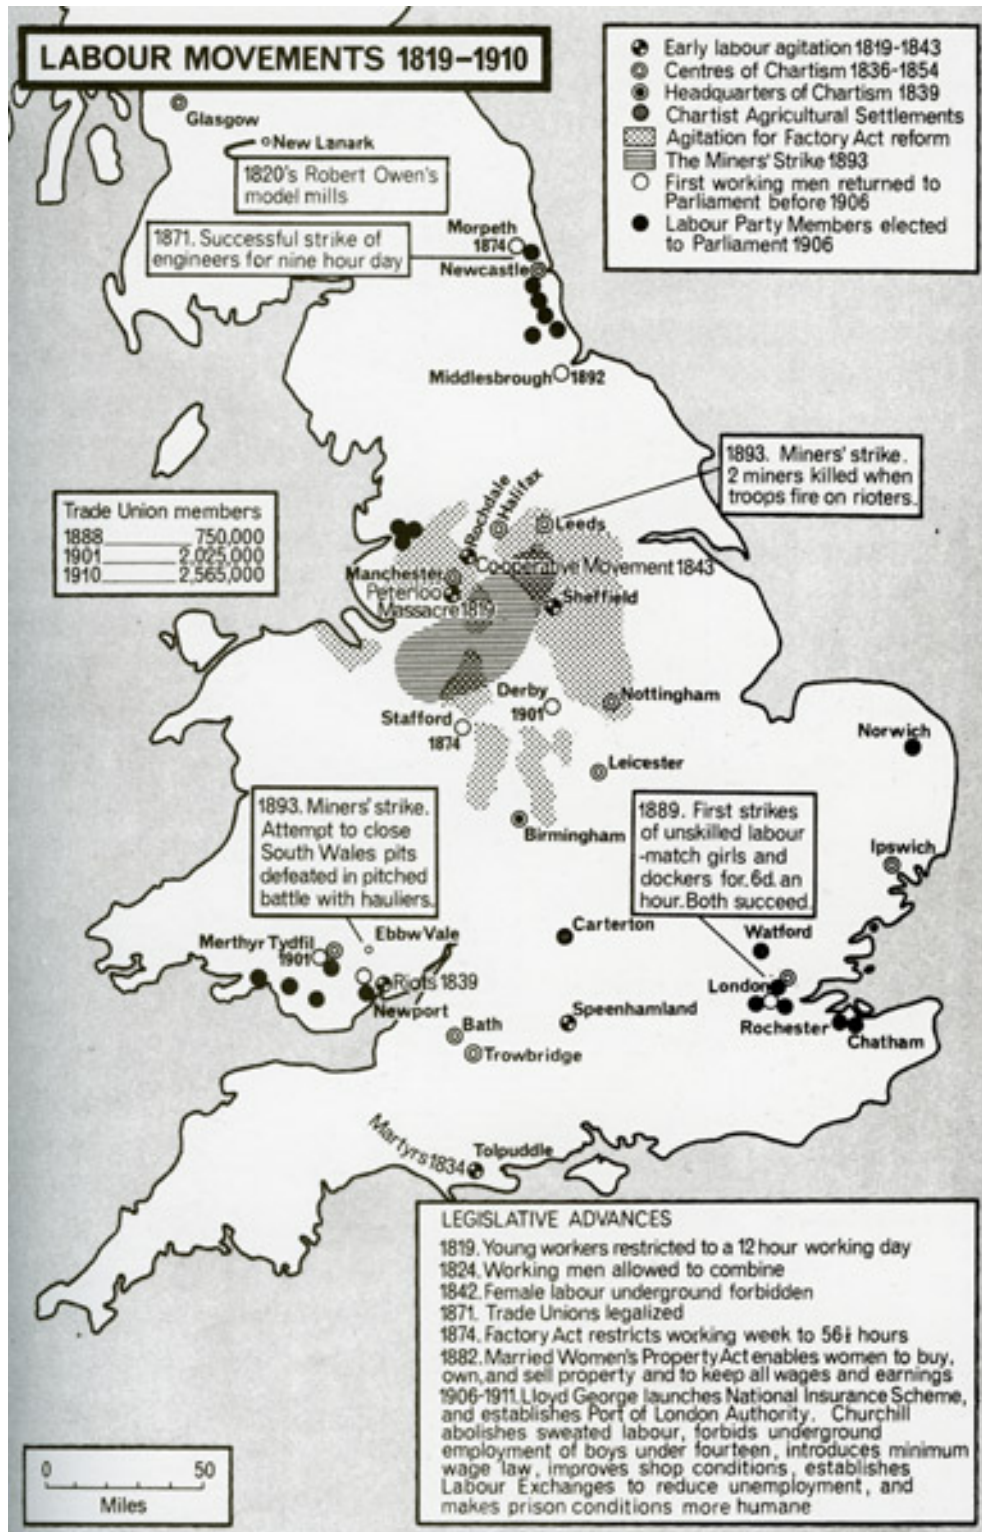 LABOUR MOVEMENTS 1819–1910
Early labour agitation 1819-1843
Centres of Chartism 1836-1854
Headquarters of Chartism 1839
Chartist Agricultural Settlements
Agitation for Factory Act reform
The Miners' Strike 1893
First working men returned to
Parliament before 1906
Labour Party Members elected
to Parliament 1906
Glasgow
New Lanark
1820's Robert Owen's
model mills
Morpeth
1874
1871. Successful strike of
engineers for nine hour day
Newcastle
Middlesbrough
1892
1893. Miners' strike.
2 miners killed when
troops fire on rioters.
Trade Union members
1888 750,000
1901 2,025,000
1910 2,565,000
Rochdale
Halifax
Leeds
Cooperative Movement 1843
Manchester
Peterloo
Massacre 1819
Sheffield
Derby
1901
Nottingham
Stafford
1874
Norwich
Leicester
1893. Miners' strike.
Attempt to close
South Wales pits
defeated in pitched
battle with hauliers.
Birmingham
1889. First strikes
of unskilled labour
-match girls and
dockers for 6d. an
hour. Both succeed.
Ipswich
Carterton
Watford
Ebbw Vale
Merthyr Tydfil
1901
Riots 1839
Newport
London
Rochester
Chatham
Speenhamland
Bath
Trowbridge
Martyrs 1834
Tolpuddle
LEGISLATIVE ADVANCES
1819. Young workers restricted to a 12 hour working day
1824. Working men allowed to combine
1842. Female labour underground forbidden
1871. Trade Unions legalized
1874. Factory Act restricts working week to 56½ hours
1882. Married Women's Property Act enables women to buy,
own, and sell property and to keep all wages and earnings
1906-1911. Lloyd George launches National Insurance Scheme,
and establishes Port of London Authority. Churchill
abolishes sweated labour, forbids underground
employment of boys under fourteen, introduces minimum
wage law, improves shop conditions, establishes
Labour Exchanges to reduce unemployment, and
makes prison conditions more humane
0 50
Miles